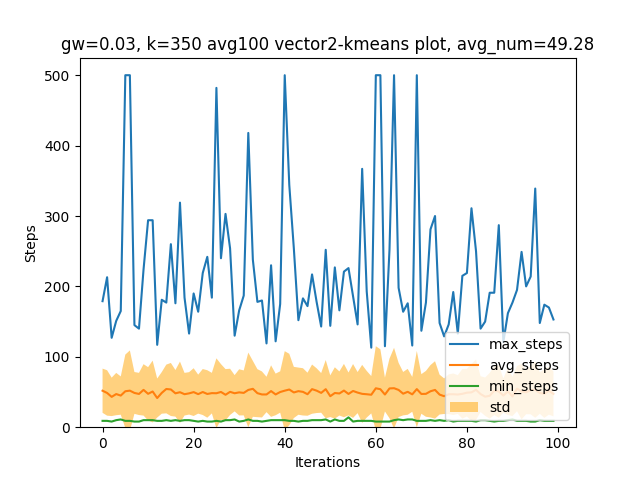 gw=0.03, k=350 avg100 vector2-kmeans plot, avg_num=49.28
500
400
300
200
100
0
Steps
0 20 40 60 80 100
Iterations
max_steps
avg_steps
min_steps
std